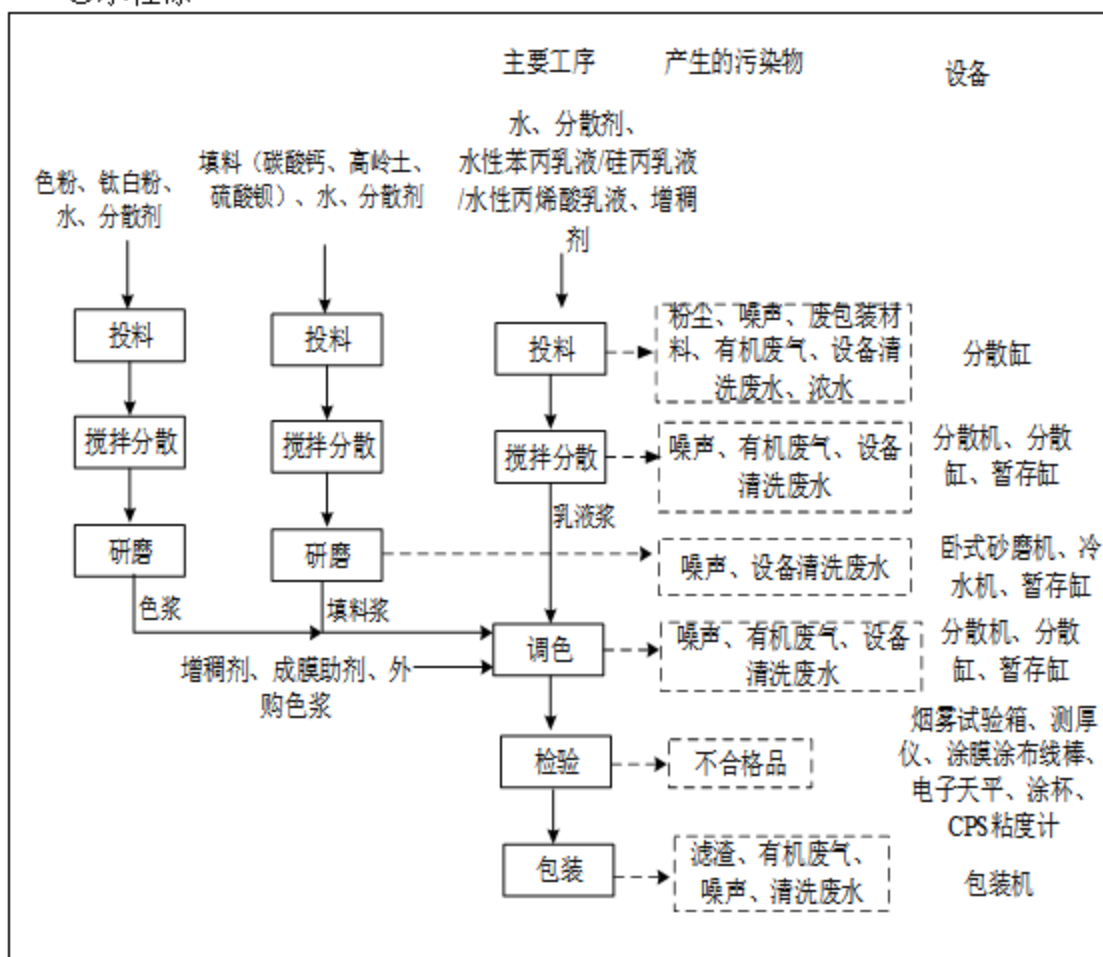 主要工序
产生的污染物
设备
水、分散剂、
水性苯丙乳液/硅丙乳液
/水性丙烯酸乳液、增稠
剂
填料（碳酸钙、高岭土、
硫酸钡）、水、分散剂
色粉、钛白粉、
水、分散剂
投料
投料
投料
粉尘、噪声、废包装材
料、有机废气、设备清
洗废水、浓水
分散缸
搅拌分散
搅拌分散
搅拌分散
噪声、有机废气、设备
清洗废水
分散机、分散
缸、暂存缸
乳液浆
研磨
研磨
噪声、设备清洗废水
卧式砂磨机、冷
水机、暂存缸
色浆
填料浆
调色
噪声、有机废气、设备
清洗废水
分散机、分散
缸、暂存缸
增稠剂、成膜助剂、外
购色浆
检验
不合格品
烟雾试验箱、测厚
仪、涂膜涂布线棒、
电子天平、涂杯、
CPS粘度计
包装
滤渣、有机废气、
噪声、清洗废水
包装机